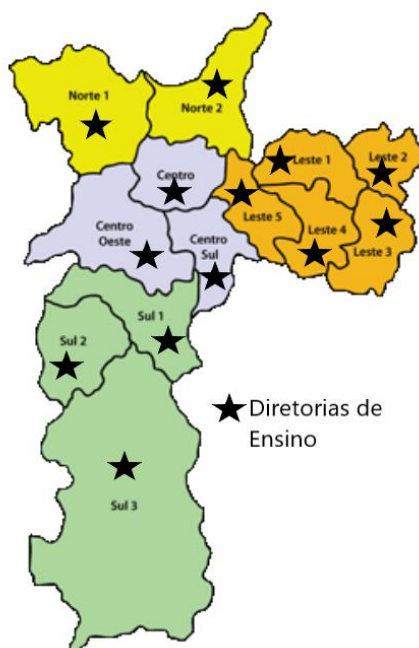 Norte 1
Norte 2
Centro
Leste 1
Leste 2
Leste 5
Leste 4
Leste 3
Centro
Oeste
Centro
Sul
Sul 1
Sul 2
Diretorias de
Ensino
Sul 3